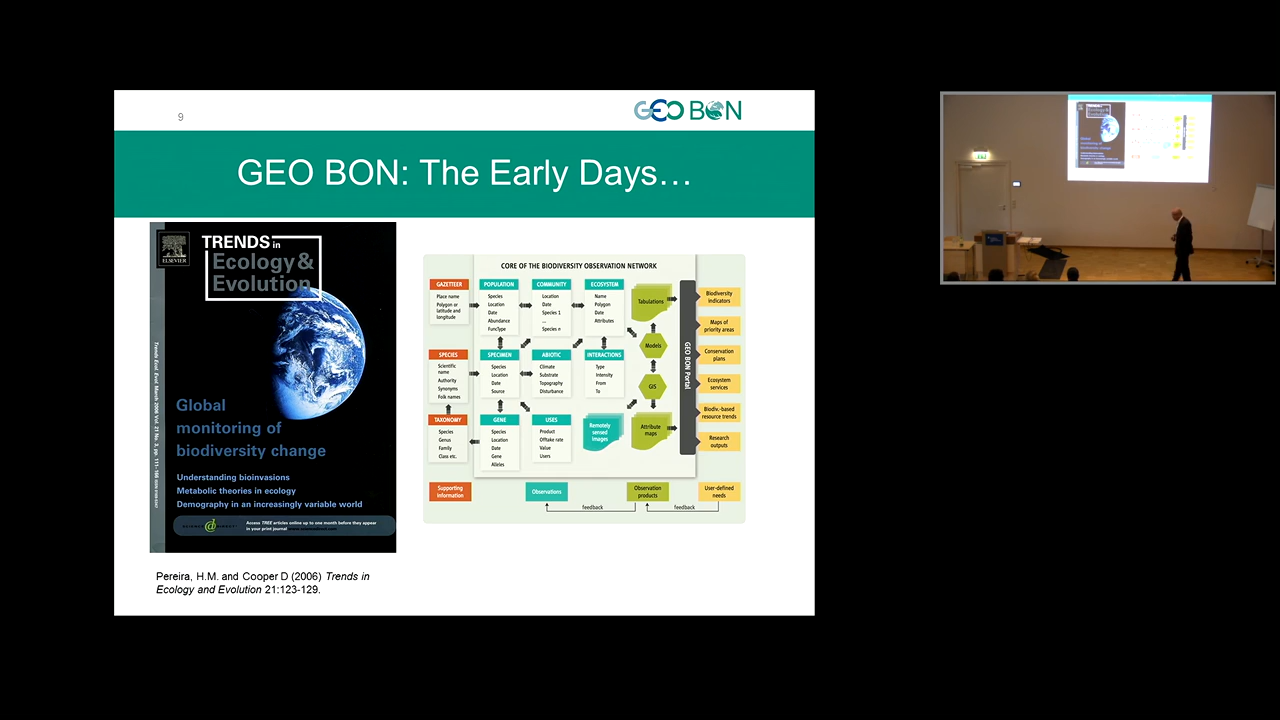 9
GEO BON
GEO BON: The Early Days…
ELSEVIER
TRENDS in
Ecology&
Evolution
Global
monitoring of
biodiversity change
Understanding bioinvasions
Metabolic theories in ecology
Demography in an increasingly variable world
Access TREE articles online up to one month before they appear
in your print journal
Pereira, H.M. and Cooper D (2006) Trends in
Ecology and Evolution 21:123-129.
CORE OF THE BIODIVERSITY OBSERVATION NETWORK
GAZETTEER
Place name
Polygon or
latitude and
longitude
POPULATION
Species
Location
Date
Abundance
FuncType
COMMUNITY
Location
Date
Species 1
...
Species n
ECOSYSTEM
Name
Polygon
Date
Attributes
Tabulations
Models
GIS
Attribute
maps
SPECIES
Scientific
name
Authority
Synonyms
Folk names
SPECIMEN
Species
Location
Date
Source
ABIOTIC
Climate
Substrate
Topography
Disturbance
INTERACTIONS
Type
Intensity
From
To
TAXONOMY
Species
Genus
Family
Class etc.
GENE
Species
Location
Date
Gene
Alleles
USES
Product
Offtake rate
Value
Users
Remotely
sensed
images
GEO BON Portal
Biodiversity
indicators
Maps of
priority areas
Conservation
plans
Ecosystem
services
Biodiv.-based
resource trends
Research
outputs
Supporting
information
Observations
Observation
products
User-defined
needs
feedback
feedback